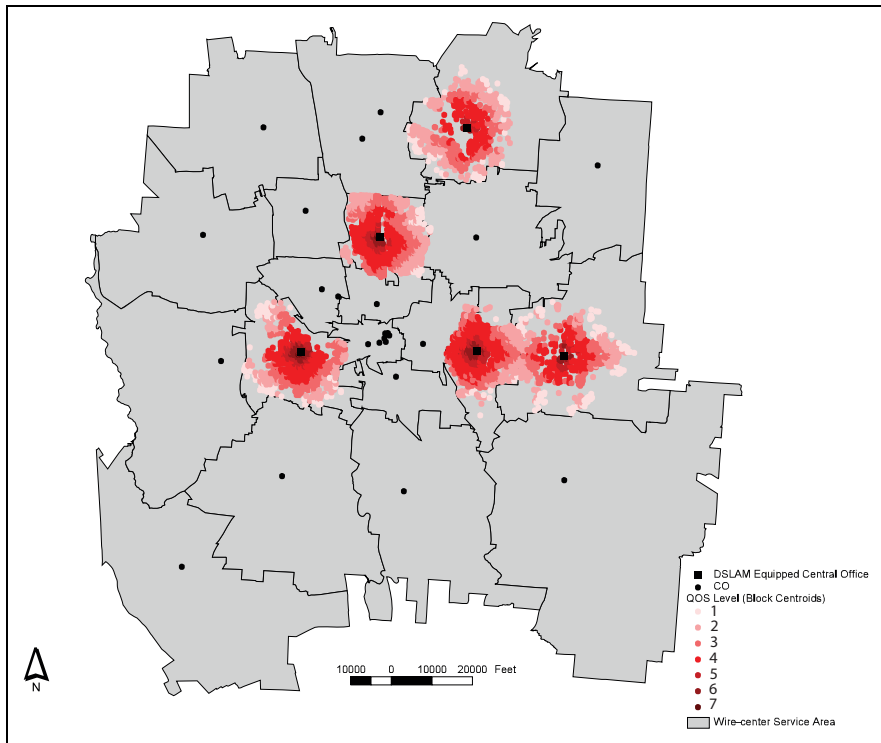 DSLAM Equipped Central Office
CO
QOS Level (Block Centroids)
1
2
3
4
5
6
7
Wire-center Service Area
N
10000 0 10000 20000 Feet